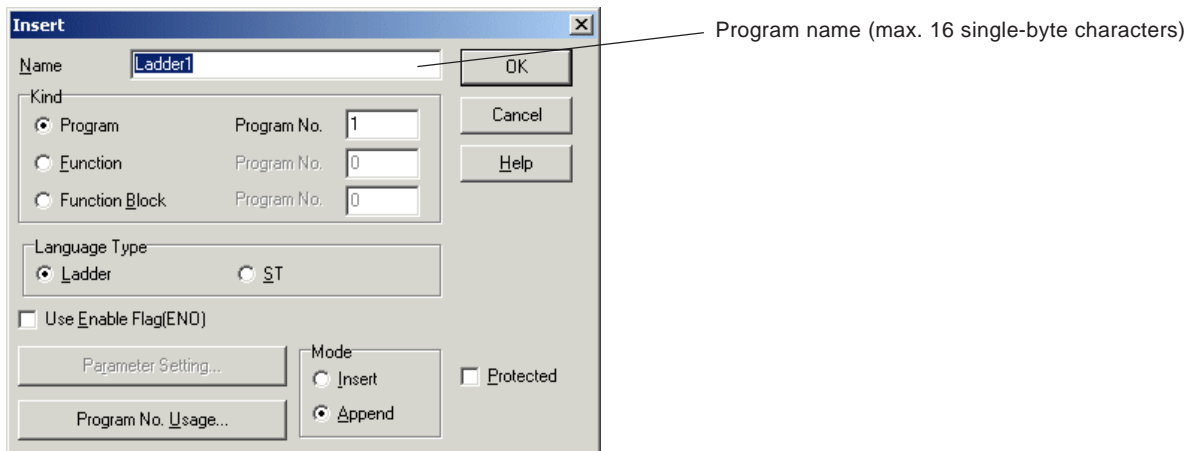 Insert
Program name (max. 16 single-byte characters)
Name Ladder1 OK
Kind
Program Program No. 1 Cancel
Function Program No. 0 Help
Function Block Program No. 0
Language Type
Ladder ST
Use Enable Flag(ENO)
Parameter Setting... Mode
Insert Protected
Program No. Usage... Append